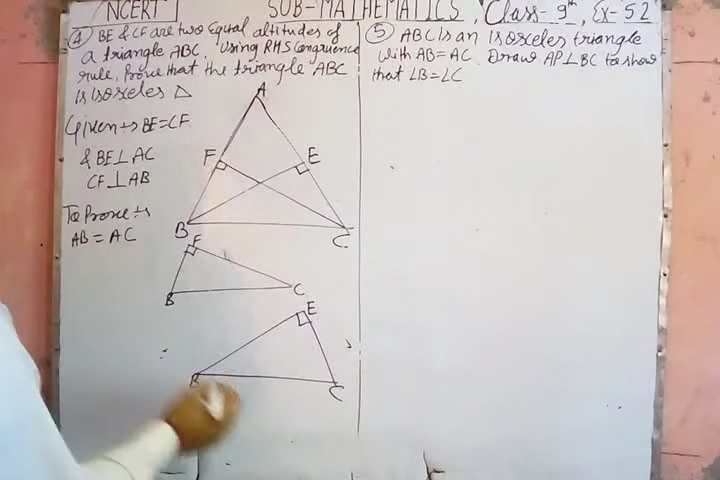 NCERT SUB-MATHEMATICS, Class-9th, Ex-5.2
④ BE & CF are two Equal altitudes of
a triangle ABC. Using RHS Congruence
rule, Prove that the triangle ABC
is isosceles △
Given :→ BE=CF
& BE⊥AC
CF⊥AB
To Prove :→
AB = AC
A
F
E
B
C
F
B
C
E
B
C
⑤ ABC is an isosceles triangle
with AB=AC. Draw AP⊥BC to show
that ∠B=∠C